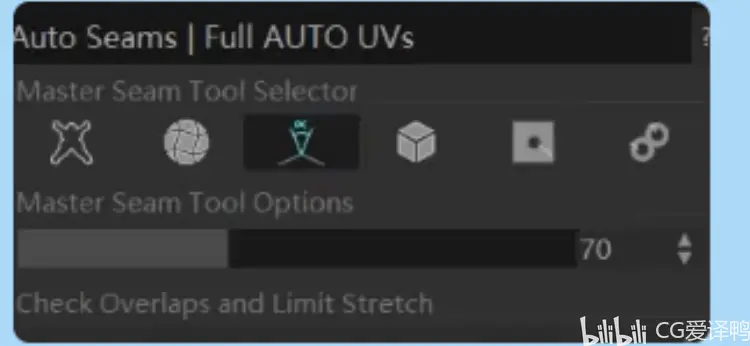 Auto Seams | Full AUTO UVs ?
Master Seam Tool Selector
α
Master Seam Tool Options
70
Check Overlaps and Limit Stretch
bilibili CG爱译鸭